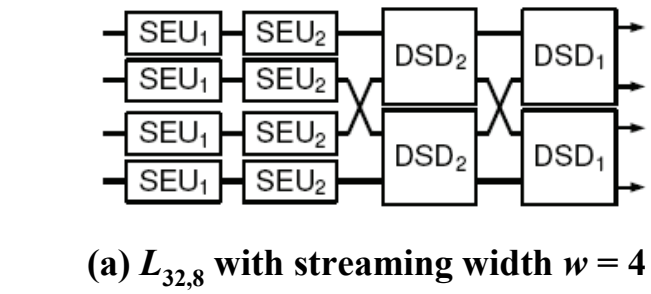 SEU₁ SEU₂ DSD₂ DSD₁
SEU₁ SEU₂
SEU₁ SEU₂ DSD₂ DSD₁
SEU₁ SEU₂
(a) L₃₂,₈ with streaming width w = 4